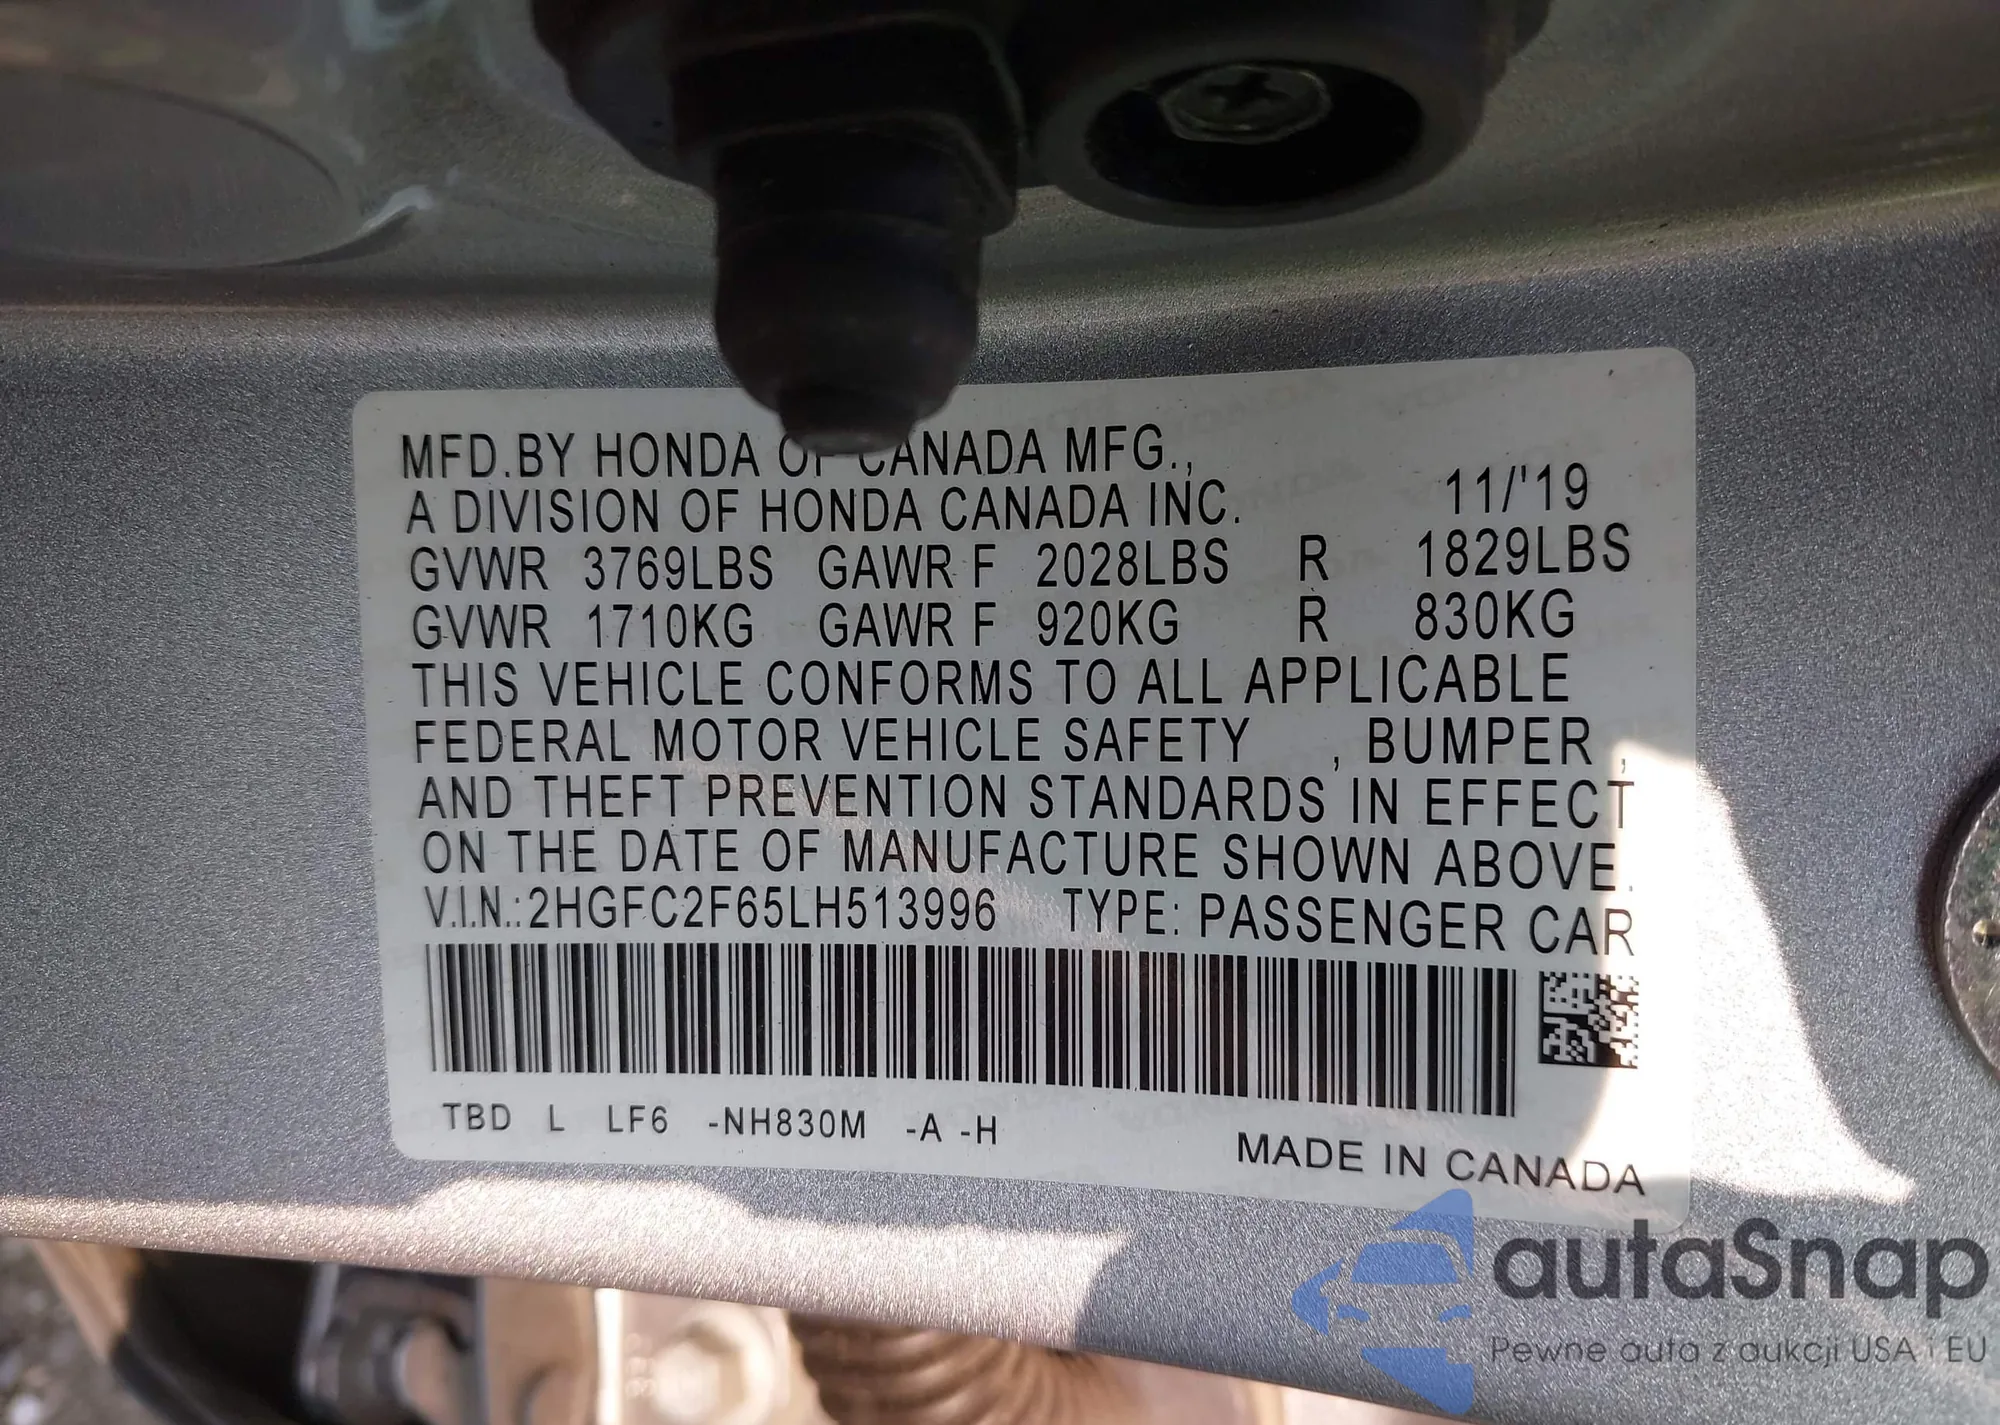 MFD.BY HONDA OF CANADA MFG.,
A DIVISION OF HONDA CANADA INC. 11/'19
GVWR 3769LBS GAWR F 2028LBS R 1829LBS
GVWR 1710KG GAWR F 920KG R 830KG
THIS VEHICLE CONFORMS TO ALL APPLICABLE
FEDERAL MOTOR VEHICLE SAFETY , BUMPER ,
AND THEFT PREVENTION STANDARDS IN EFFECT
ON THE DATE OF MANUFACTURE SHOWN ABOVE.
V.I.N.:2HGFC2F65LH513996 TYPE: PASSENGER CAR
TBD L LF6 -NH830M -A -H
MADE IN CANADA
autaSnap
Pewne auta z aukcji USA i EU